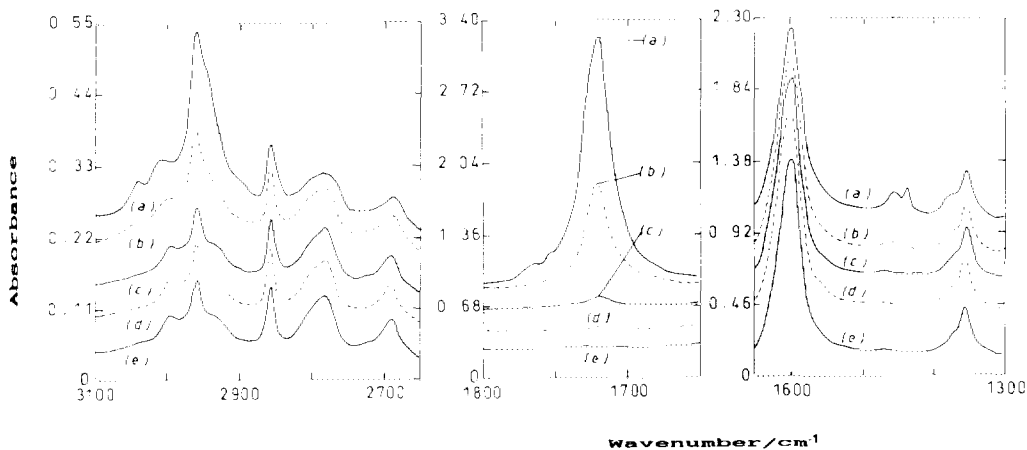 Absorbance
0 55
0 44
0 33
0 22
0. 11
0
(a)
(b)
(c)
(d)
(e)
3100
2900
2700
3 40
2 72
2 04
1 36
0 68
0
(a)
(b)
(c)
(d)
(e)
1800
1700
2. 30
1 84
1 38
0 92
0 46
0
(a)
(b)
(c)
(d)
(e)
1600
1300
Wavenumber/cm-1